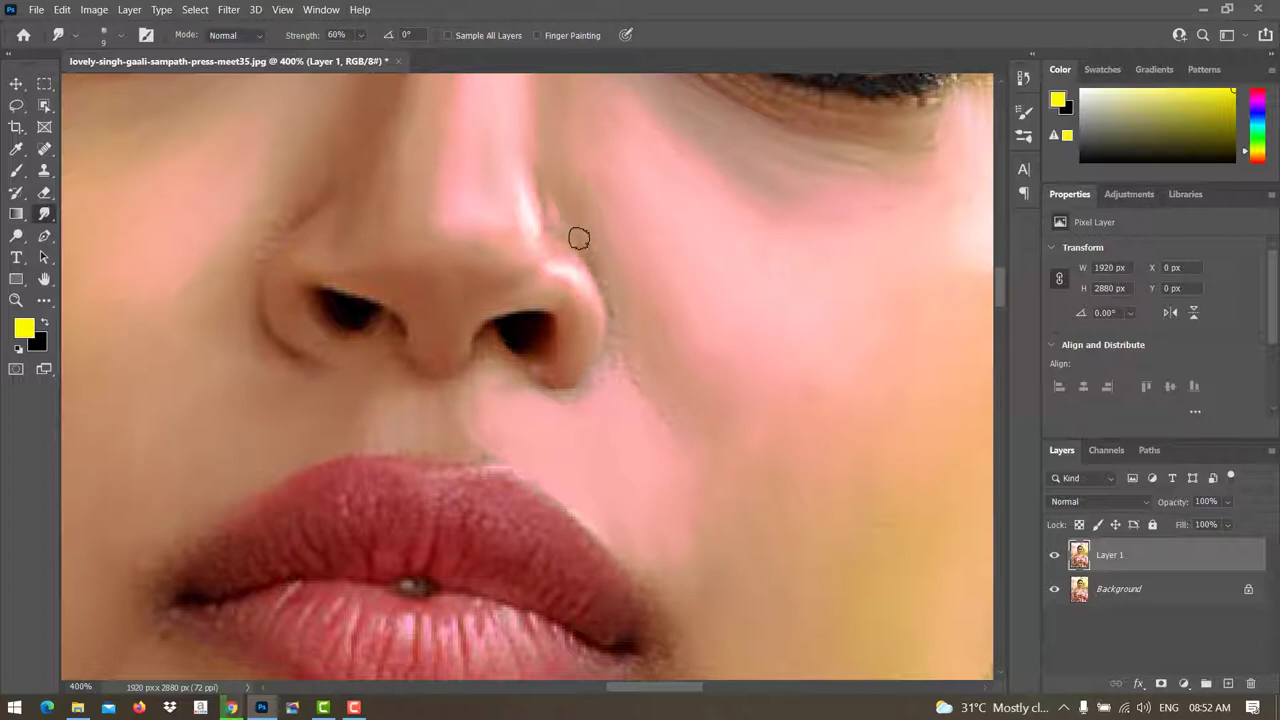 Ps File Edit Image Layer Type Select Filter 3D View Window Help
9 Mode: Normal Strength: 60% 0° Sample All Layers Finger Painting
lovely-singh-gaali-sampath-press-meet35.jpg @ 400% (Layer 1, RGB/8#) *
Color Swatches Gradients Patterns
Properties Adjustments Libraries
Pixel Layer
Transform
W 1920 px X 0 px
H 2880 px Y 0 px
0.00°
Align and Distribute
Align:
Layers Channels Paths
Kind
Normal Opacity: 100%
Lock: Fill: 100%
Layer 1
Background
400% 1920 px x 2880 px (72 ppi)
31°C Mostly cl... ENG 08:52 AM